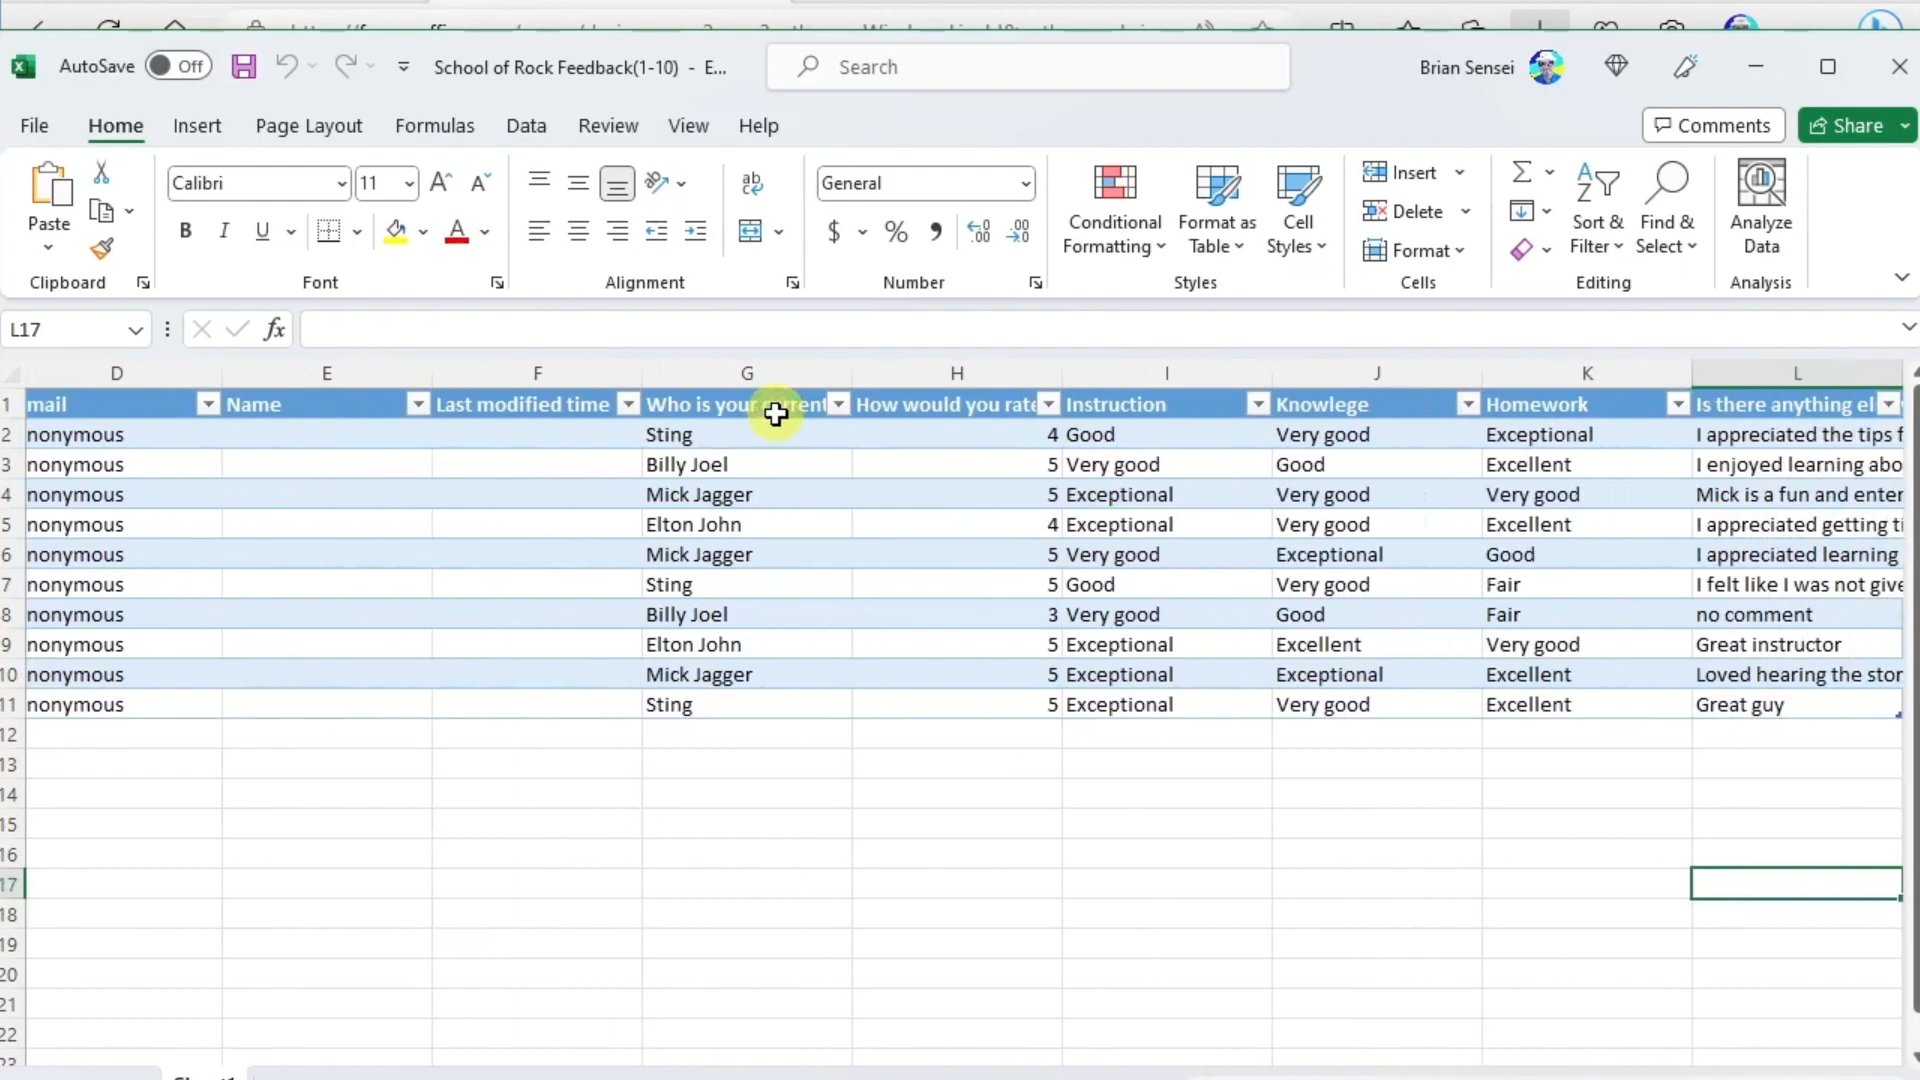 AutoSave Off School of Rock Feedback(1-10) - E... Search Brian Sensei
File Home Insert Page Layout Formulas Data Review View Help Comments Share
Paste Calibri 11 General Conditional Formatting Format as Table Cell Styles Insert Delete Format Sort & Filter Find & Select Analyze Data
Clipboard Font Alignment Number Styles Cells Editing Analysis
L17 fx
D E F G H I J K L
1 mail Name Last modified time Who is your current How would you rate Instruction Knowlege Homework Is there anything el
2 nonymous Sting 4 Good Very good Exceptional I appreciated the tips f
3 nonymous Billy Joel 5 Very good Good Excellent I enjoyed learning abo
4 nonymous Mick Jagger 5 Exceptional Very good Very good Mick is a fun and enter
5 nonymous Elton John 4 Exceptional Very good Excellent I appreciated getting ti
6 nonymous Mick Jagger 5 Very good Exceptional Good I appreciated learning
7 nonymous Sting 5 Good Very good Fair I felt like I was not give
8 nonymous Billy Joel 3 Very good Good Fair no comment
9 nonymous Elton John 5 Exceptional Excellent Very good Great instructor
10 nonymous Mick Jagger 5 Exceptional Exceptional Excellent Loved hearing the stor
11 nonymous Sting 5 Exceptional Very good Excellent Great guy
12
13
14
15
16
17
18
19
20
21
22
23